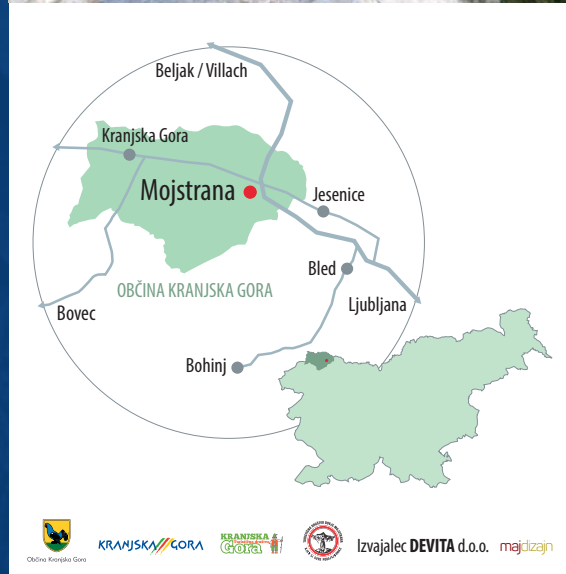 Beljak / Villach
Kranjska Gora
Mojstrana
Jesenice
Bled
OBČINA KRANJSKA GORA
Ljubljana
Bovec
Bohinj
Občina Kranjska Gora
KRANJSKA GORA
KRANJSKA
Gora
Izvajalec DEVITA d.o.o.
majdizajn